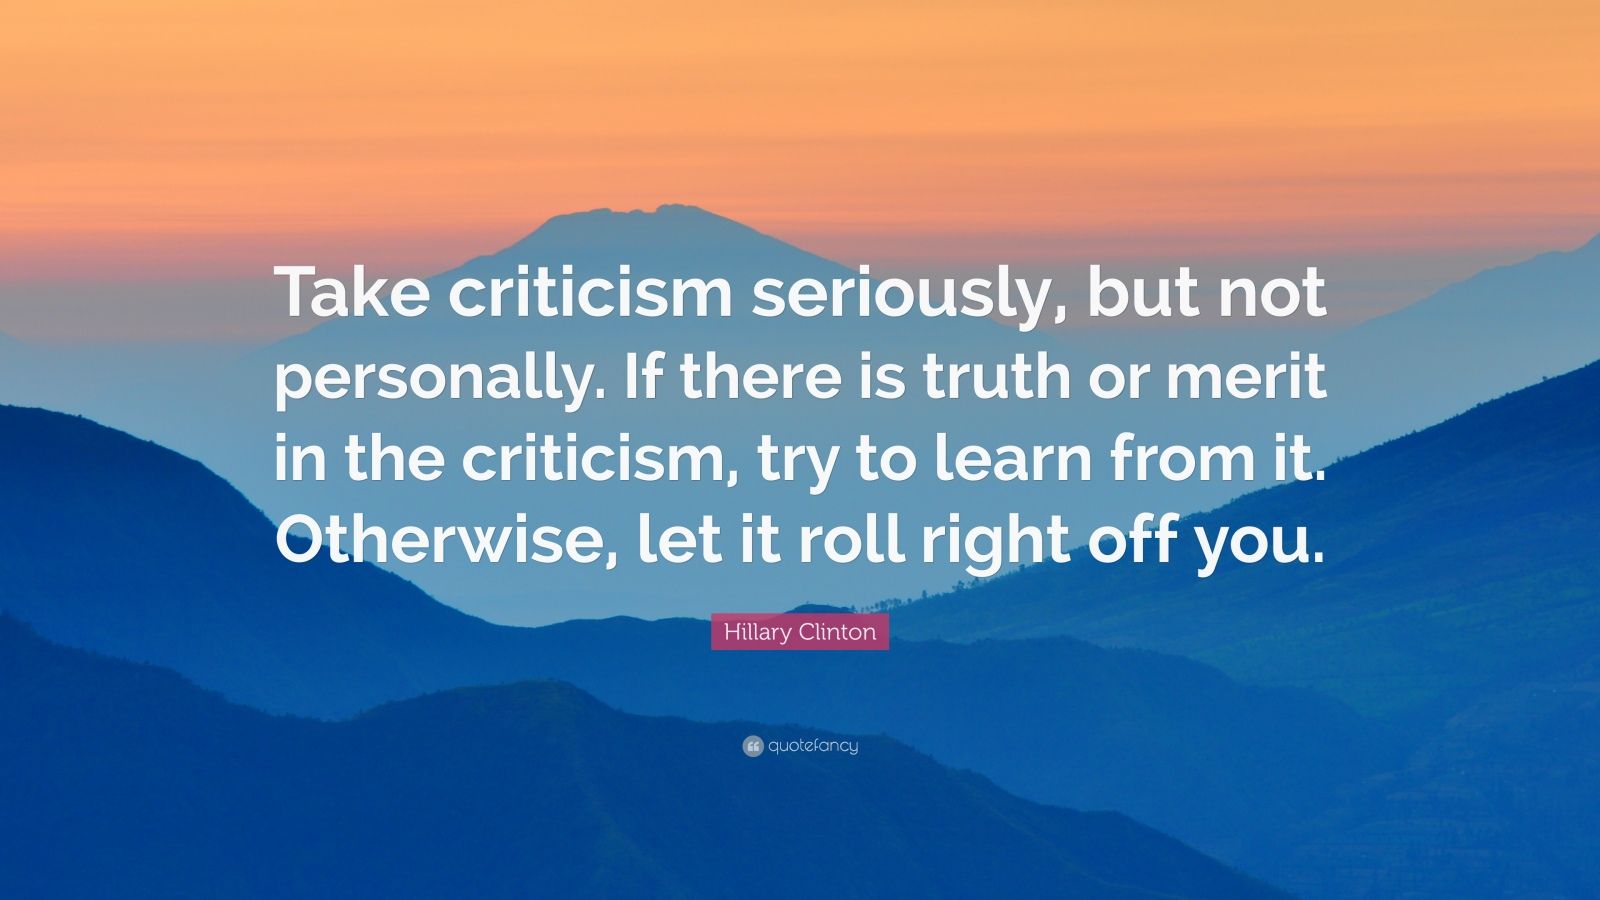 Take criticism seriously, but not
personally. If there is truth or merit
in the criticism, try to learn from it.
Otherwise, let it roll right off you.
Hillary Clinton
quotefancy